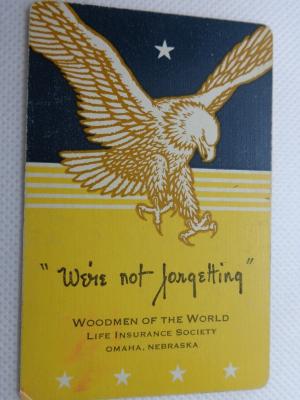 "We're not forgetting"
WOODMEN OF THE WORLD
LIFE INSURANCE SOCIETY
OMAHA, NEBRASKA